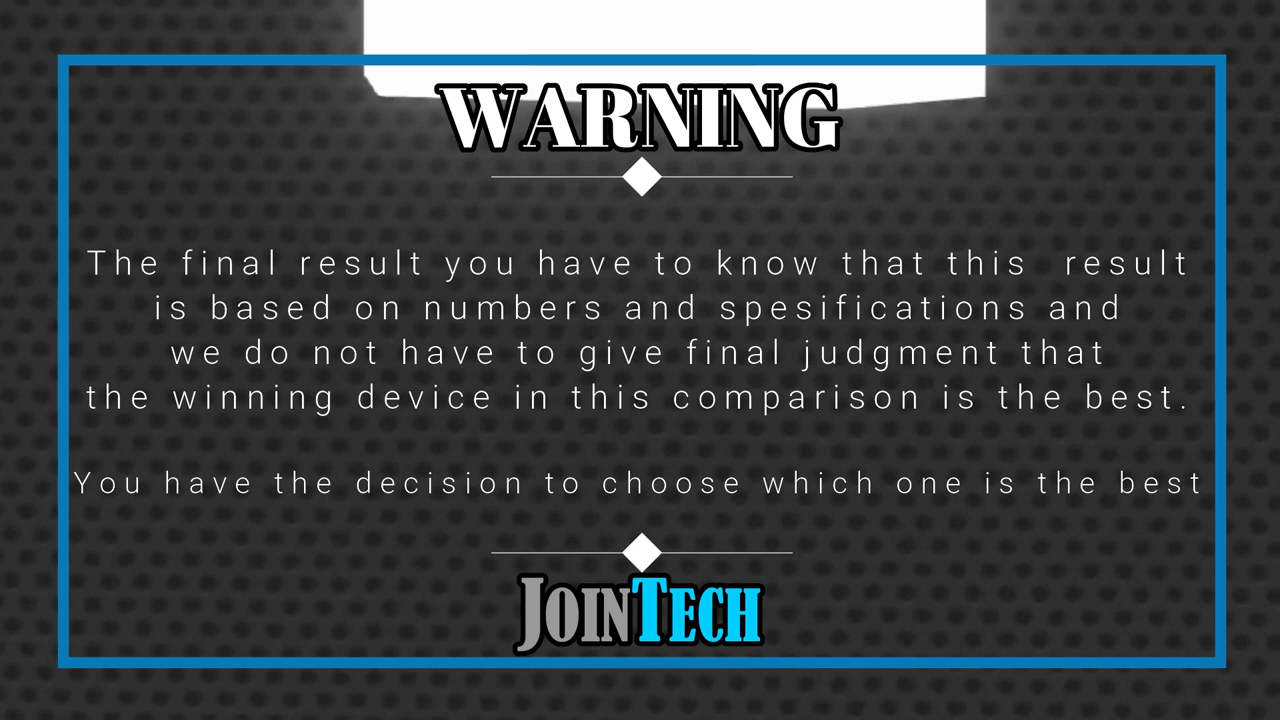 WARNING
The final result you have to know that this result
is based on numbers and spesifications and
we do not have to give final judgment that
the winning device in this comparison is the best.
You have the decision to choose which one is the best
JOINTECH